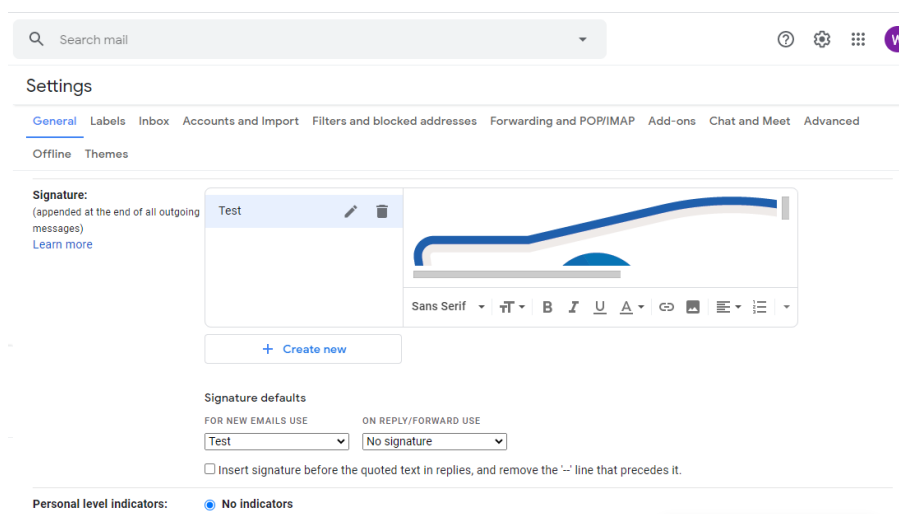 Search mail
W
Settings
General Labels Inbox Accounts and Import Filters and blocked addresses Forwarding and POP/IMAP Add-ons Chat and Meet Advanced
Offline Themes
Signature:
(appended at the end of all outgoing
messages)
Learn more
Test
Sans Serif
B I U A
+ Create new
Signature defaults
FOR NEW EMAILS USE
ON REPLY/FORWARD USE
Test
No signature
Insert signature before the quoted text in replies, and remove the '--' line that precedes it.
Personal level indicators:
No indicators